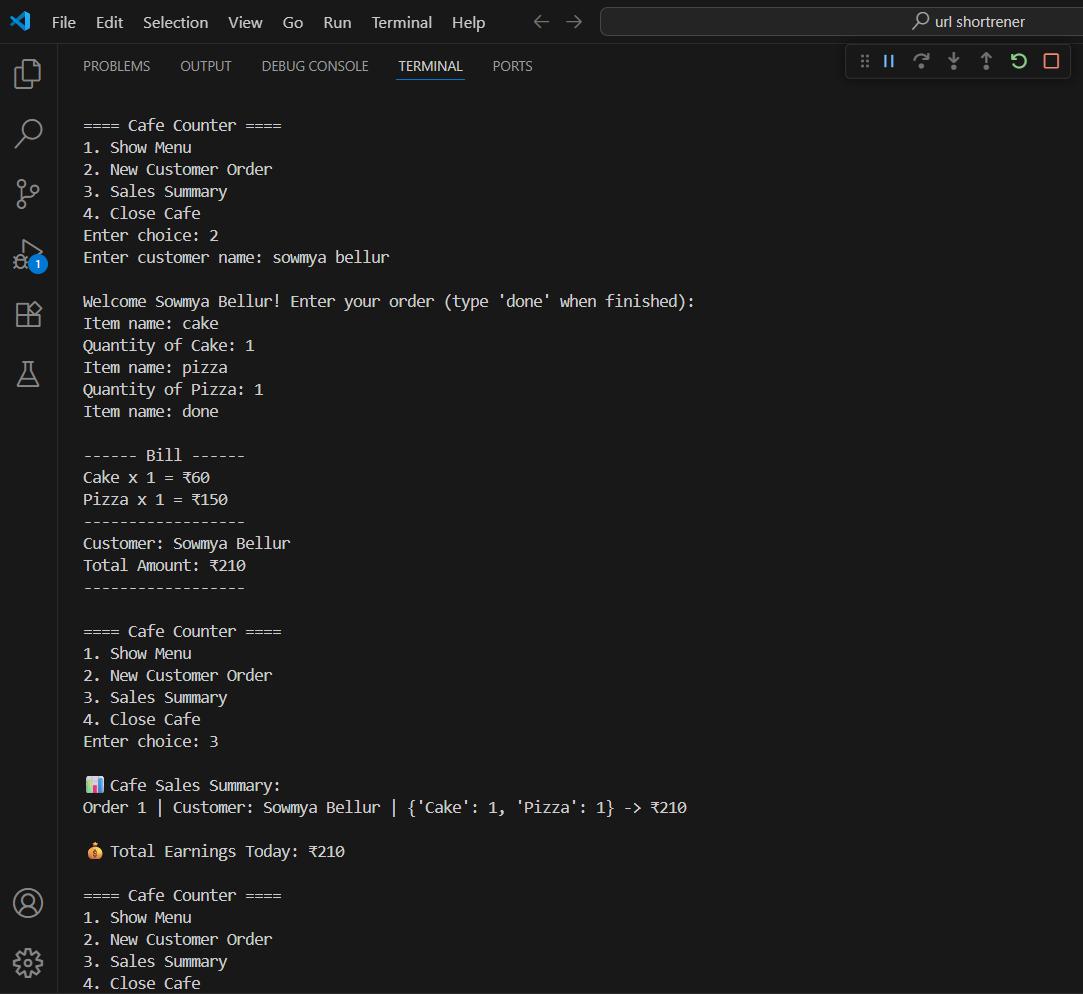 File Edit Selection View Go Run Terminal Help
url shortrener
PROBLEMS OUTPUT DEBUG CONSOLE TERMINAL PORTS
==== Cafe Counter ====
1. Show Menu
2. New Customer Order
3. Sales Summary
4. Close Cafe
Enter choice: 2
Enter customer name: sowmya bellur
Welcome Sowmya Bellur! Enter your order (type 'done' when finished):
Item name: cake
Quantity of Cake: 1
Item name: pizza
Quantity of Pizza: 1
Item name: done
------ Bill ------
Cake x 1 = ₹60
Pizza x 1 = ₹150
------------------
Customer: Sowmya Bellur
Total Amount: ₹210
------------------
==== Cafe Counter ====
1. Show Menu
2. New Customer Order
3. Sales Summary
4. Close Cafe
Enter choice: 3
📊 Cafe Sales Summary:
Order 1 | Customer: Sowmya Bellur | {'Cake': 1, 'Pizza': 1} -> ₹210
💰 Total Earnings Today: ₹210
==== Cafe Counter ====
1. Show Menu
2. New Customer Order
3. Sales Summary
4. Close Cafe
1